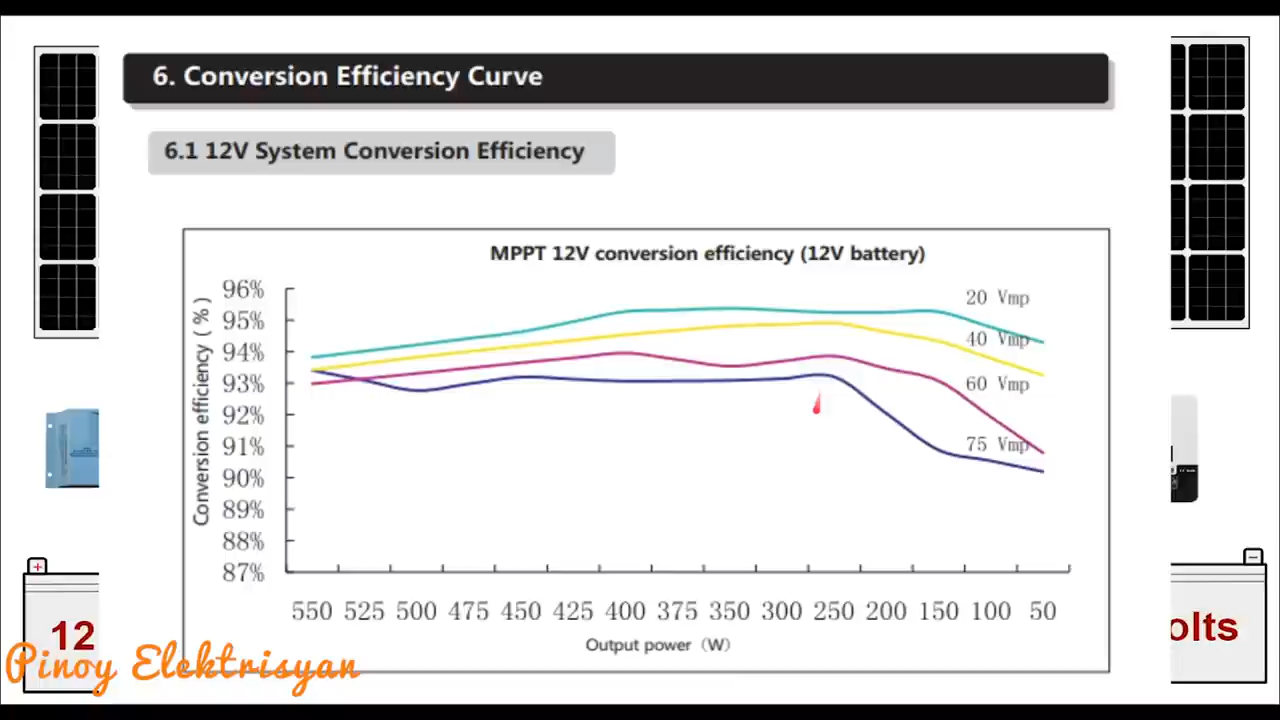 6. Conversion Efficiency Curve
6.1 12V System Conversion Efficiency
MPPT 12V conversion efficiency (12V battery)
Conversion efficiency ( % )
96%
95%
94%
93%
92%
91%
90%
89%
88%
87%
20 Vmp
40 Vmp
60 Vmp
75 Vmp
550 525 500 475 450 425 400 375 350 300 250 200 150 100 50
Output power (W)
12
olts
Pinoy Elektrisyan